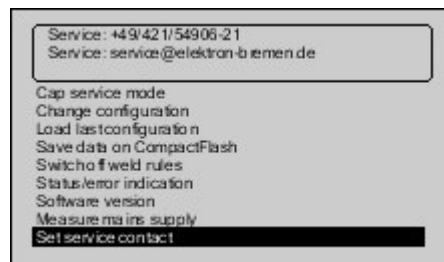 Service: +49/421/54906-21
Service: service@elektron-bremen.de
Cap service mode
Change configuration
Load last configuration
Save data on CompactFlash
Switch off weld rules
Status/error indication
Software version
Measure mains supply
Set service contact